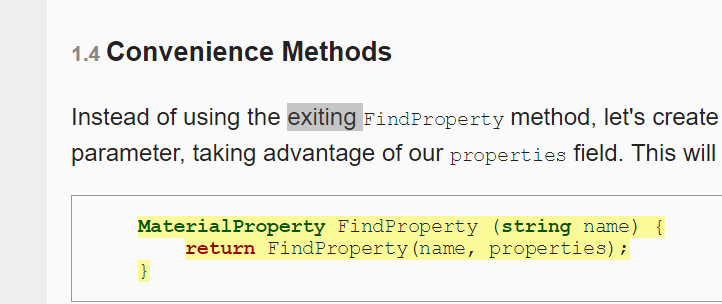 1.4 Convenience Methods
Instead of using the exiting FindProperty method, let's create
parameter, taking advantage of our properties field. This will
MaterialProperty FindProperty (string name) {
return FindProperty(name, properties);
}